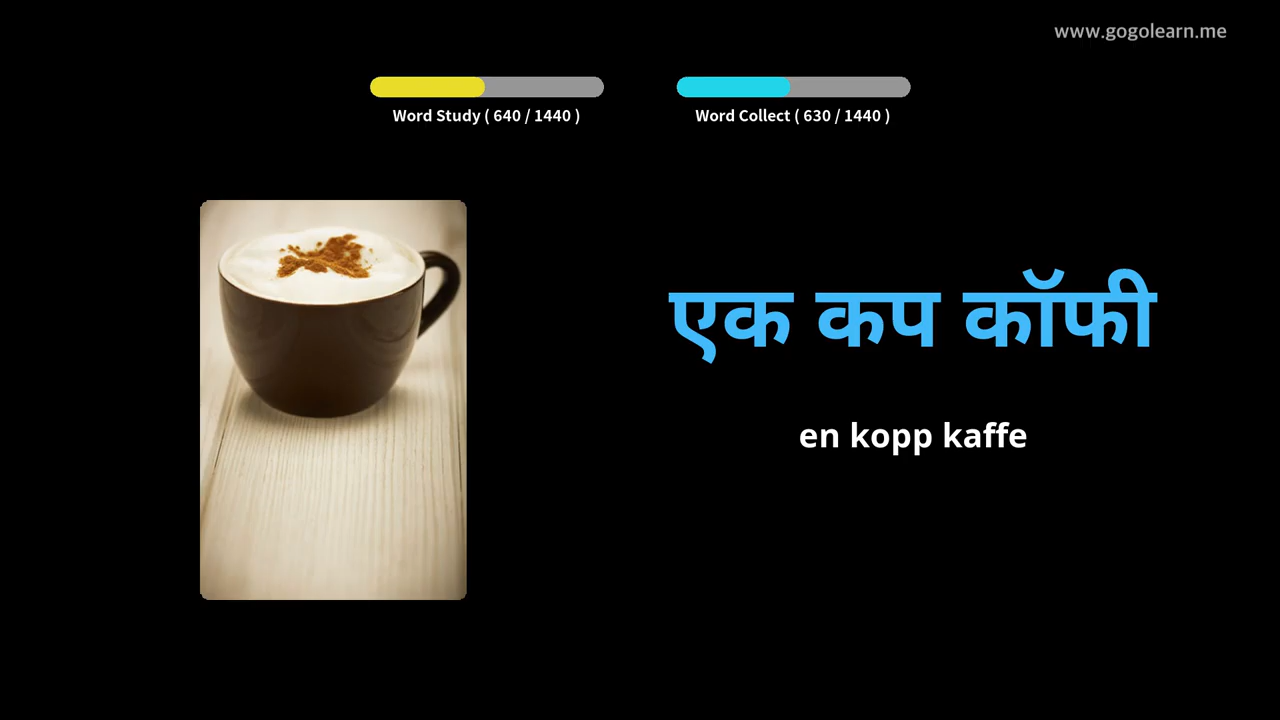 www.gogolearn.me
Word Study ( 640 / 1440 )
Word Collect ( 630 / 1440 )
एक कप कॉफी
en kopp kaffe